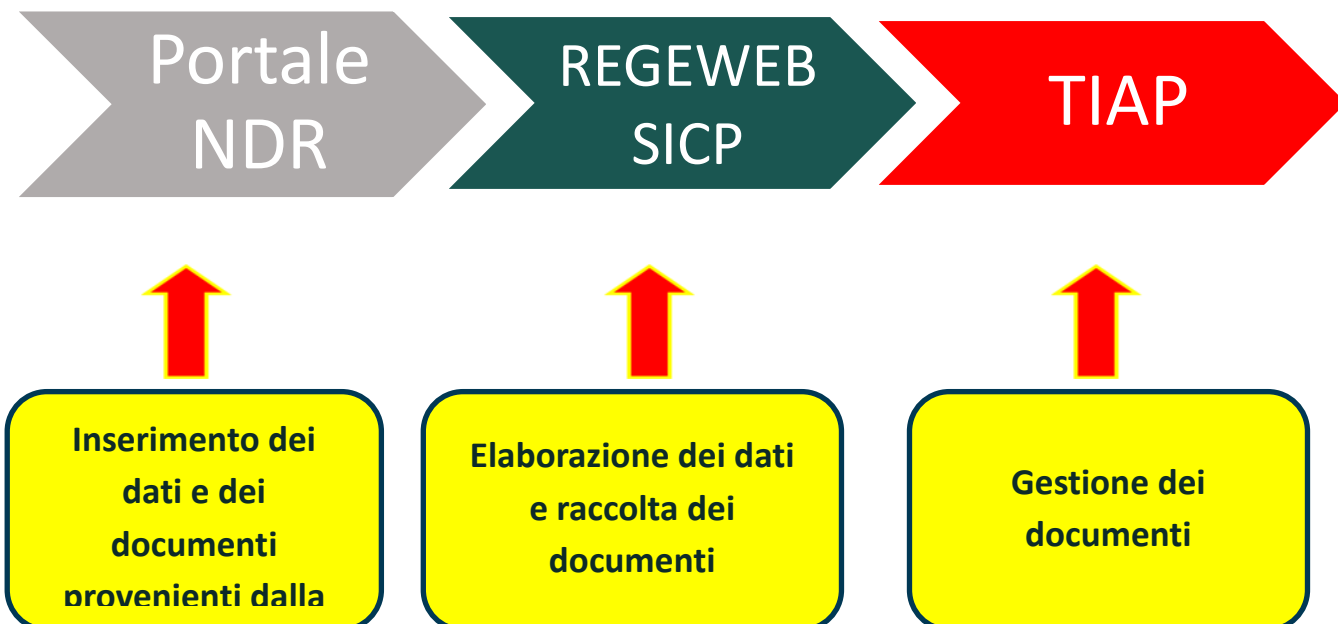 Portale
NDR
REGEWEB
SICP
TIAP
Inserimento dei
dati e dei
documenti
provenienti dalla
Elaborazione dei dati
e raccolta dei
documenti
Gestione dei
documenti